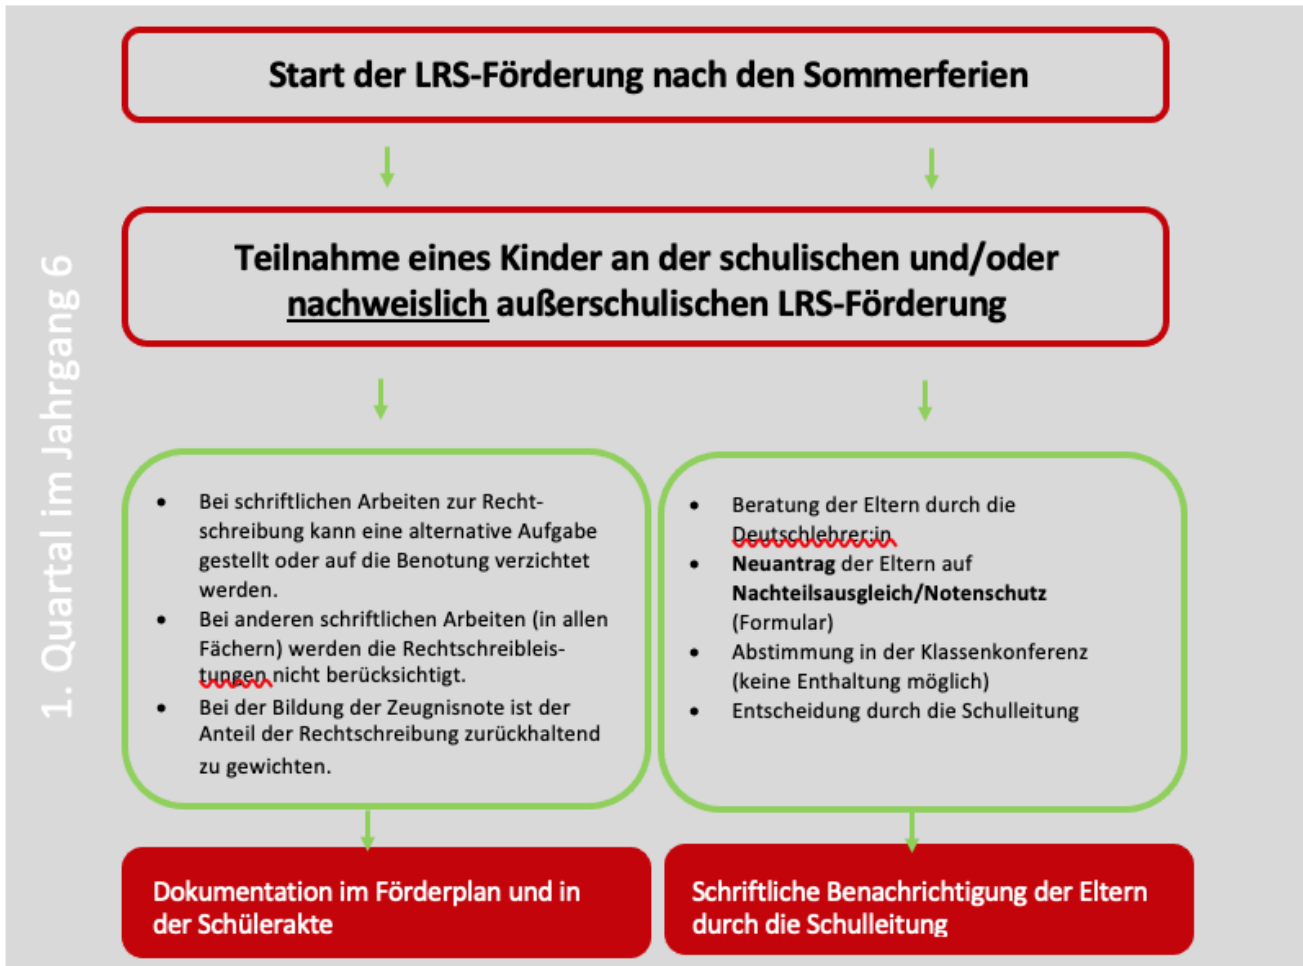 Start der LRS-Förderung nach den Sommerferien
1. Quartal im Jahrgang 6
Teilnahme eines Kinder an der schulischen und/oder
nachweislich außerschulischen LRS-Förderung
• Bei schriftlichen Arbeiten zur Recht-
schreibung kann eine alternative Aufgabe
gestellt oder auf die Benotung verzichtet
werden.
• Bei anderen schriftlichen Arbeiten (in allen
Fächern) werden die Rechtschreibleis-
tungen nicht berücksichtigt.
• Bei der Bildung der Zeugnisnote ist der
Anteil der Rechtschreibung zurückhaltend
zu gewichten.
• Beratung der Eltern durch die
Deutschlehrer:in
• Neuantrag der Eltern auf
Nachteilsausgleich/Notenschutz
(Formular)
• Abstimmung in der Klassenkonferenz
(keine Enthaltung möglich)
• Entscheidung durch die Schulleitung
Dokumentation im Förderplan und in
der Schülerakte
Schriftliche Benachrichtigung der Eltern
durch die Schulleitung